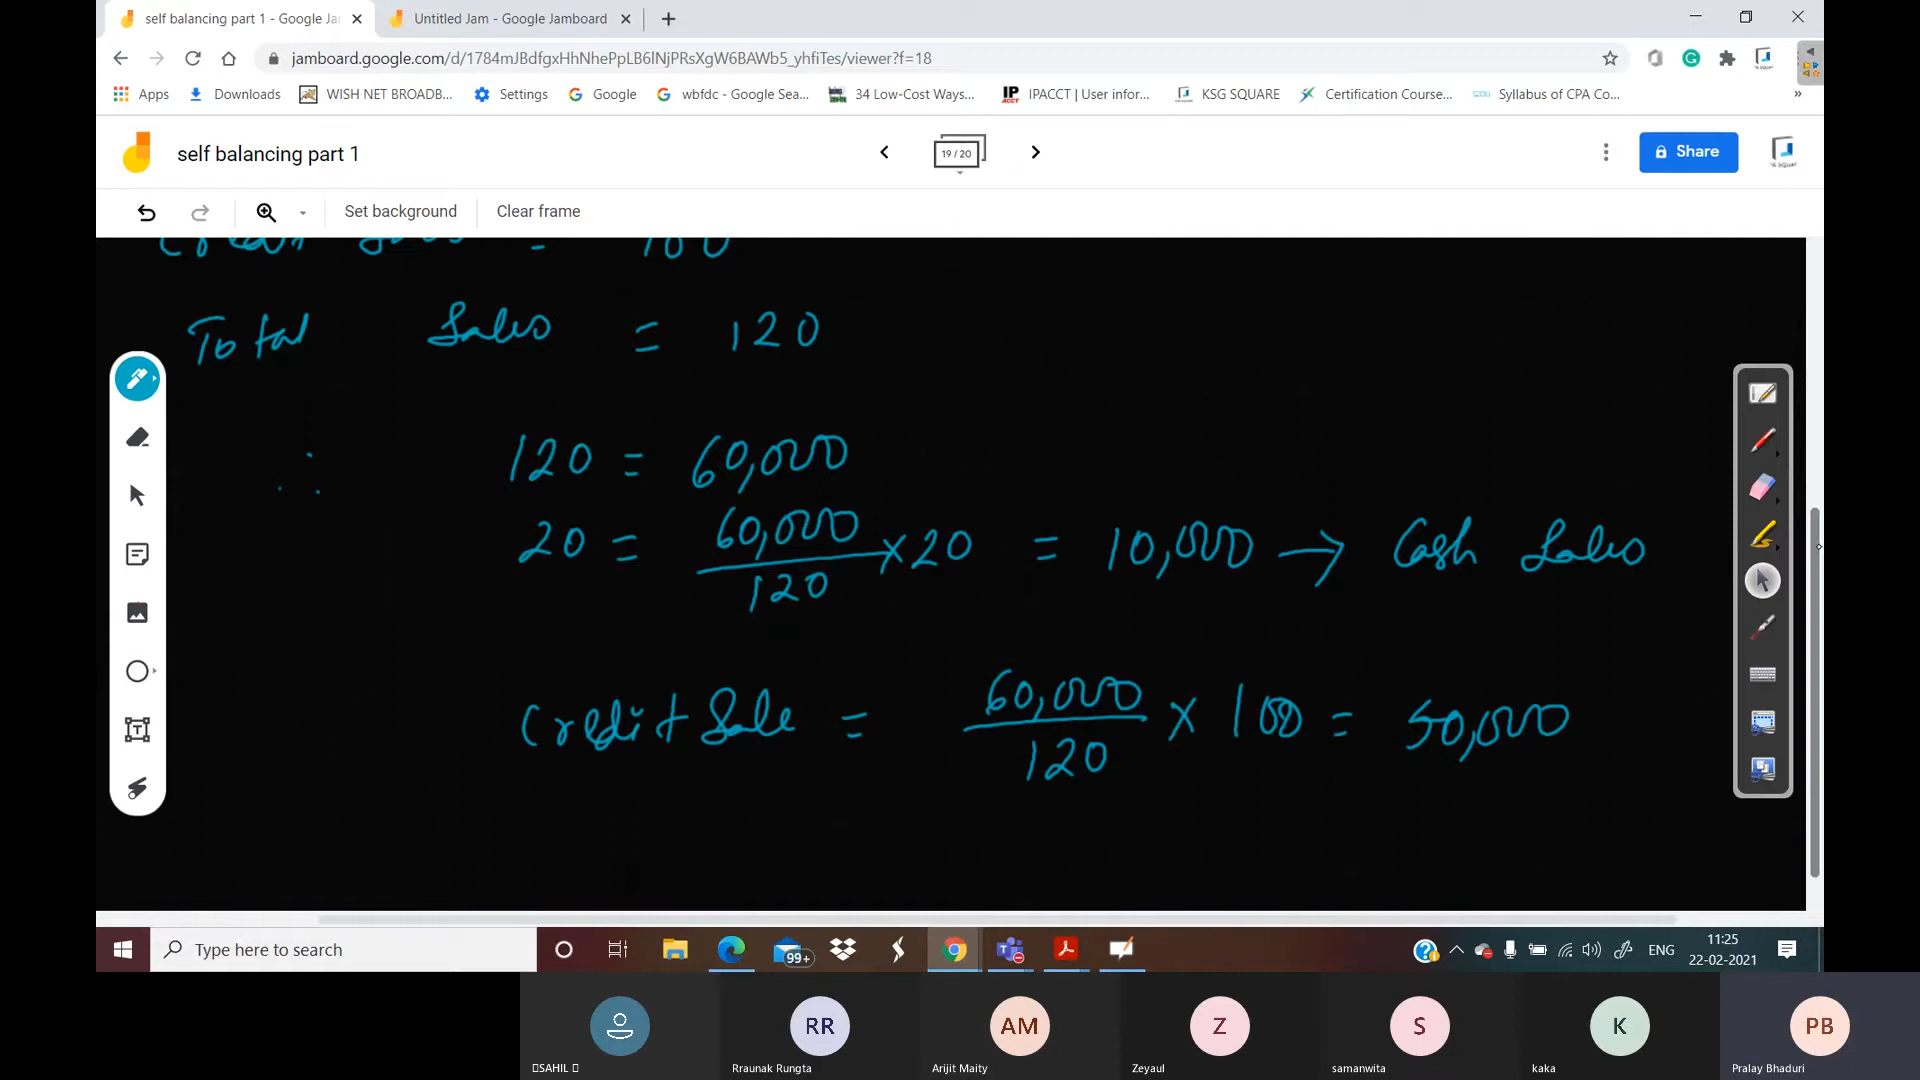 self balancing part 1 - Google Ja
Untitled Jam - Google Jamboard
jamboard.google.com/d/1784mJBdfgxHhNhePpLB6lNjPRsXgW6BAWb5_yhfiTes/viewer?f=18
Apps Downloads WISH NET BROADB... Settings Google wbfdc - Google Sea... 34 Low-Cost Ways... IPACCT | User infor... KSG SQUARE Certification Course... Syllabus of CPA Co... »
self balancing part 1
19 / 20
Share
Set background Clear frame
Credit Sales = 100
Total Sales = 120
∴ 120 = 60,000
20 = 60,000/120 × 20 = 10,000 → Cash Sales
Credit Sale = 60,000/120 × 100 = 50,000
Type here to search
99+
ENG
11:25
22-02-2021
RR AM Z S K PB
SAHIL Rraunak Rungta Arijit Maity Zeyaul samanwita kaka Pralay Bhaduri